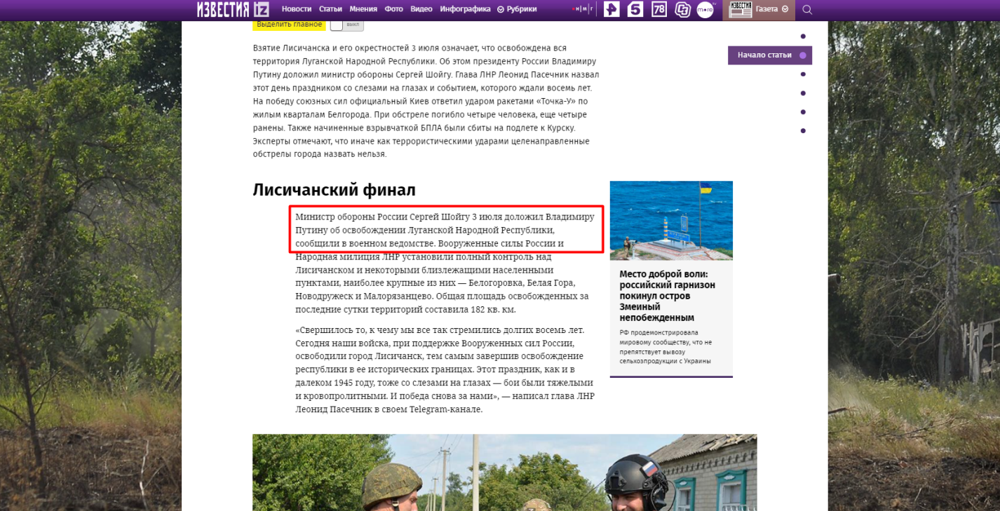 ИЗВЕСТИЯ iz Новости Статьи Мнения Фото Видео Инфографика Рубрики Н|М|Г 5 78 ИЗВЕСТИЯ Газета
Выделить главное выкл
Начало статьи
Взятие Лисичанска и его окрестностей 3 июля означает, что освобождена вся
территория Луганской Народной Республики. Об этом президенту России Владимиру
Путину доложил министр обороны Сергей Шойгу. Глава ЛНР Леонид Пасечник назвал
этот день праздником со слезами на глазах и событием, которого ждали восемь лет.
На победу союзных сил официальный Киев ответил ударом ракетами «Точка-У» по
жилым кварталам Белгорода. При обстреле погибло четыре человека, еще четыре
ранены. Также начиненные взрывчаткой БПЛА были сбиты на подлете к Курску.
Эксперты отмечают, что иначе как террористическими ударами целенаправленные
обстрелы города назвать нельзя.
Лисичанский финал
Министр обороны России Сергей Шойгу 3 июля доложил Владимиру
Путину об освобождении Луганской Народной Республики,
сообщили в военном ведомстве. Вооруженные силы России и
Народная милиция ЛНР установили полный контроль над
Лисичанском и некоторыми близлежащими населенными
пунктами, наиболее крупные из них — Белогоровка, Белая Гора,
Новодружеск и Малорязанцево. Общая площадь освобожденных за
последние сутки территорий составила 182 кв. км.
«Свершилось то, к чему мы все так стремились долгих восемь лет.
Сегодня наши войска, при поддержке Вооруженных сил России,
освободили город Лисичанск, тем самым завершив освобождение
республики в ее исторических границах. Этот праздник, как и в
далеком 1945 году, тоже со слезами на глазах — бои были тяжелыми
и кровопролитными. И победа снова за нами», — написал глава ЛНР
Леонид Пасечник в своем Telegram-канале.
Место доброй воли:
российский гарнизон
покинул остров
Змеиный
непобежденным
РФ продемонстрировала
мировому сообществу, что не
препятствует вывозу
сельхозпродукции с Украины